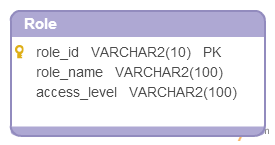 Role
role_id VARCHAR2(10) PK
role_name VARCHAR2(100)
access_level VARCHAR2(100)